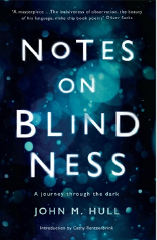 "A masterpiece - The incisiveness of observation, the beauty
of his language, make this book poetry" Oliver Sacks
NOTES
ON
BLIND
NESS
A journey through the dark
JOHN M. HULL
Introduction by Cathy Rentzenbrink